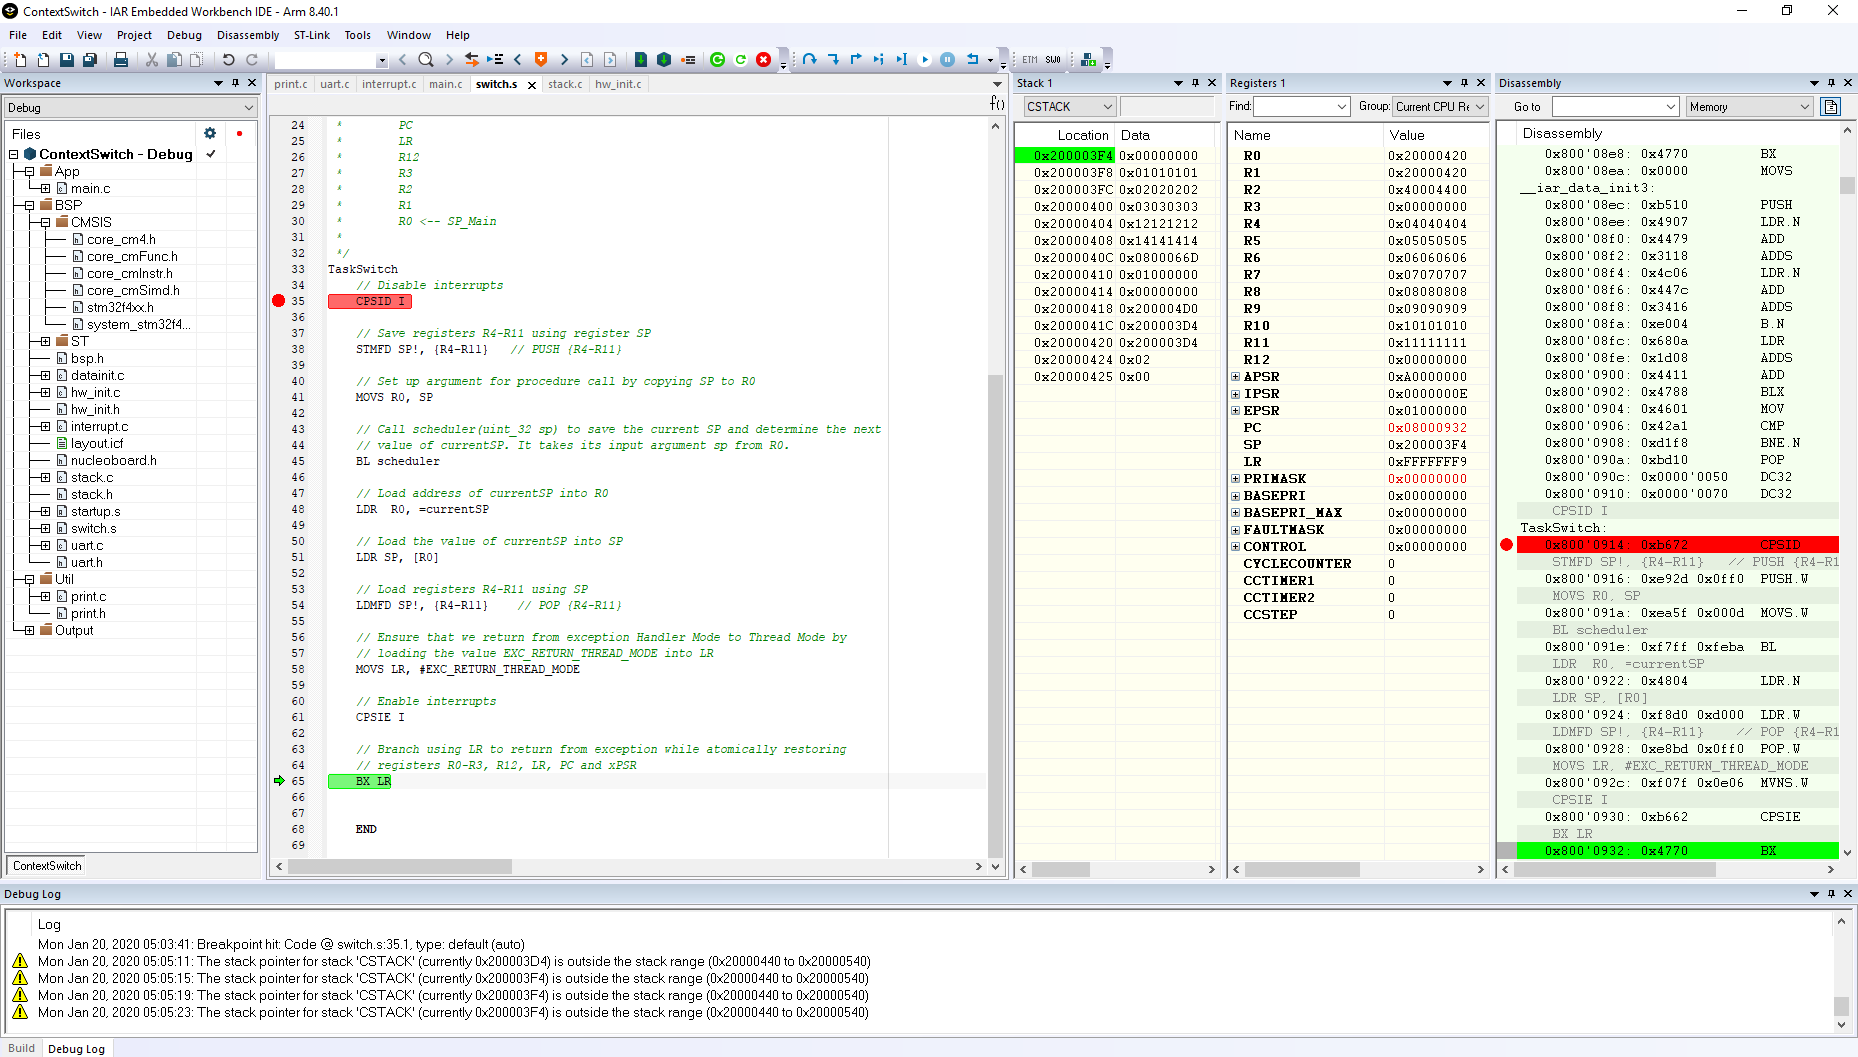 ContextSwitch - IAR Embedded Workbench IDE - Arm 8.40.1
File Edit View Project Debug Disassembly ST-Link Tools Window Help
ETM SWO
Workspace
Debug
Files
ContextSwitch - Debug
App
main.c
BSP
CMSIS
core_cm4.h
core_cmFunc.h
core_cmInstr.h
core_cmSimd.h
stm32f4xx.h
system_stm32f4...
ST
bsp.h
datainit.c
hw_init.c
hw_init.h
interrupt.c
layout.icf
nucleoboard.h
stack.c
stack.h
startup.s
switch.s
uart.c
uart.h
Util
print.c
print.h
Output
ContextSwitch
print.c uart.c interrupt.c main.c switch.s stack.c hw_init.c
f()
24 * PC
25 * LR
26 * R12
27 * R3
28 * R2
29 * R1
30 * R0 <-- SP_Main
31 *
32 */
33 TaskSwitch
34 // Disable interrupts
35 CPSID I
36
37 // Save registers R4-R11 using register SP
38 STMFD SP!, {R4-R11} // PUSH {R4-R11}
39
40 // Set up argument for procedure call by copying SP to R0
41 MOVS R0, SP
42
43 // Call scheduler(uint_32 sp) to save the current SP and determine the next
44 // value of currentSP. It takes its input argument sp from R0.
45 BL scheduler
46
47 // Load address of currentSP into R0
48 LDR R0, =currentSP
49
50 // Load the value of currentSP into SP
51 LDR SP, [R0]
52
53 // Load registers R4-R11 using SP
54 LDMFD SP!, {R4-R11} // POP {R4-R11}
55
56 // Ensure that we return from exception Handler Mode to Thread Mode by
57 // loading the value EXC_RETURN_THREAD_MODE into LR
58 MOVS LR, #EXC_RETURN_THREAD_MODE
59
60 // Enable interrupts
61 CPSIE I
62
63 // Branch using LR to return from exception while atomically restoring
64 // registers R0-R3, R12, LR, PC and xPSR
65 BX LR
66
67
68 END
69
Stack 1
CSTACK
Location Data
0x200003F4 0x00000000
0x200003F8 0x01010101
0x200003FC 0x02020202
0x20000400 0x03030303
0x20000404 0x12121212
0x20000408 0x14141414
0x2000040C 0x0800066D
0x20000410 0x01000000
0x20000414 0x00000000
0x20000418 0x200004D0
0x2000041C 0x200003D4
0x20000420 0x200003D4
0x20000424 0x02
0x20000425 0x00
Registers 1
Find: Group: Current CPU Re
Name Value
R0 0x20000420
R1 0x20000420
R2 0x40004400
R3 0x00000000
R4 0x04040404
R5 0x05050505
R6 0x06060606
R7 0x07070707
R8 0x08080808
R9 0x09090909
R10 0x10101010
R11 0x11111111
R12 0x00000000
APSR 0xA0000000
IPSR 0x0000000E
EPSR 0x01000000
PC 0x08000932
SP 0x200003F4
LR 0xFFFFFFF9
PRIMASK 0x00000000
BASEPRI 0x00000000
BASEPRI_MAX 0x00000000
FAULTMASK 0x00000000
CONTROL 0x00000000
CYCLECOUNTER 0
CCTIMER1 0
CCTIMER2 0
CCSTEP 0
Disassembly
Go to Memory
Disassembly
0x800'08e8: 0x4770 BX
0x800'08ea: 0x0000 MOVS
__iar_data_init3:
0x800'08ec: 0xb510 PUSH
0x800'08ee: 0x4907 LDR.N
0x800'08f0: 0x4479 ADD
0x800'08f2: 0x3118 ADDS
0x800'08f4: 0x4c06 LDR.N
0x800'08f6: 0x447c ADD
0x800'08f8: 0x3416 ADDS
0x800'08fa: 0xe004 B.N
0x800'08fc: 0x680a LDR
0x800'08fe: 0x1d08 ADDS
0x800'0900: 0x4411 ADD
0x800'0902: 0x4788 BLX
0x800'0904: 0x4601 MOV
0x800'0906: 0x42a1 CMP
0x800'0908: 0xd1f8 BNE.N
0x800'090a: 0xbd10 POP
0x800'090c: 0x0000'0050 DC32
0x800'0910: 0x0000'0070 DC32
CPSID I
TaskSwitch:
0x800'0914: 0xb672 CPSID
STMFD SP!, {R4-R11} // PUSH {R4-R1
0x800'0916: 0xe92d 0x0ff0 PUSH.W
MOVS R0, SP
0x800'091a: 0xea5f 0x000d MOVS.W
BL scheduler
0x800'091e: 0xf7ff 0xfeba BL
LDR R0, =currentSP
0x800'0922: 0x4804 LDR.N
LDR SP, [R0]
0x800'0924: 0xf8d0 0xd000 LDR.W
LDMFD SP!, {R4-R11} // POP {R4-R1
0x800'0928: 0xe8bd 0x0ff0 POP.W
MOVS LR, #EXC_RETURN_THREAD_MODE
0x800'092c: 0xf07f 0x0e06 MVNS.W
CPSIE I
0x800'0930: 0xb662 CPSIE
BX LR
0x800'0932: 0x4770 BX
Debug Log
Log
Mon Jan 20, 2020 05:03:41: Breakpoint hit: Code @ switch.s:35.1, type: default (auto)
Mon Jan 20, 2020 05:05:11: The stack pointer for stack 'CSTACK' (currently 0x200003D4) is outside the stack range (0x20000440 to 0x20000540)
Mon Jan 20, 2020 05:05:15: The stack pointer for stack 'CSTACK' (currently 0x200003F4) is outside the stack range (0x20000440 to 0x20000540)
Mon Jan 20, 2020 05:05:19: The stack pointer for stack 'CSTACK' (currently 0x200003F4) is outside the stack range (0x20000440 to 0x20000540)
Mon Jan 20, 2020 05:05:23: The stack pointer for stack 'CSTACK' (currently 0x200003F4) is outside the stack range (0x20000440 to 0x20000540)
Build Debug Log